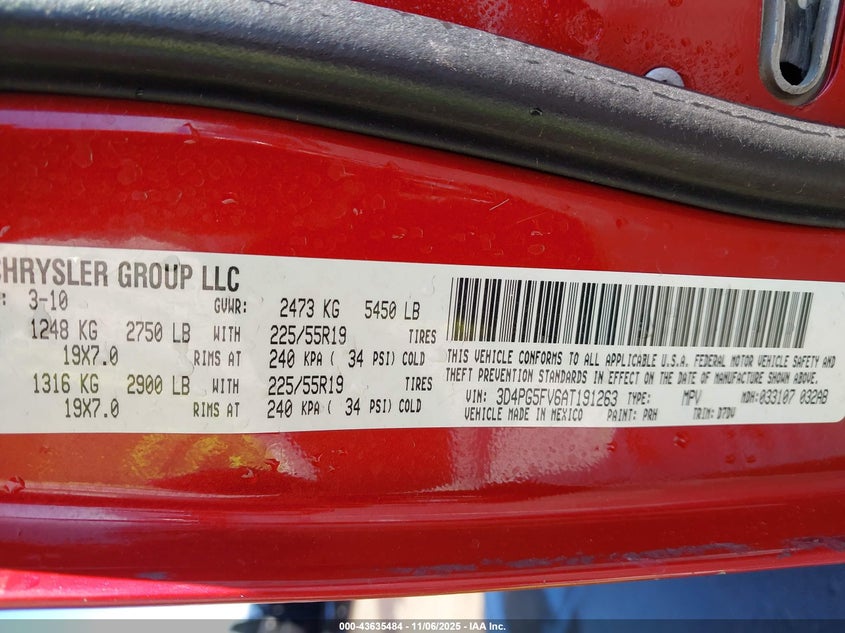 CHRYSLER GROUP LLC
: 3-10 GVWR: 2473 KG 5450 LB
1248 KG 2750 LB WITH 225/55R19 TIRES
19X7.0 RIMS AT 240 KPA ( 34 PSI) COLD
1316 KG 2900 LB WITH 225/55R19 TIRES
19X7.0 RIMS AT 240 KPA ( 34 PSI) COLD
THIS VEHICLE CONFORMS TO ALL APPLICABLE U.S.A. FEDERAL MOTOR VEHICLE SAFETY AND
THEFT PREVENTION STANDARDS IN EFFECT ON THE DATE OF MANUFACTURE SHOWN ABOVE.
VIN: 3D4PG5FV6AT191263 TYPE: MPV MDH:033107 032AB
VEHICLE MADE IN MEXICO PAINT: PRH TRIM: D7DV
000-43635484 — 11/06/2025 — IAA Inc.